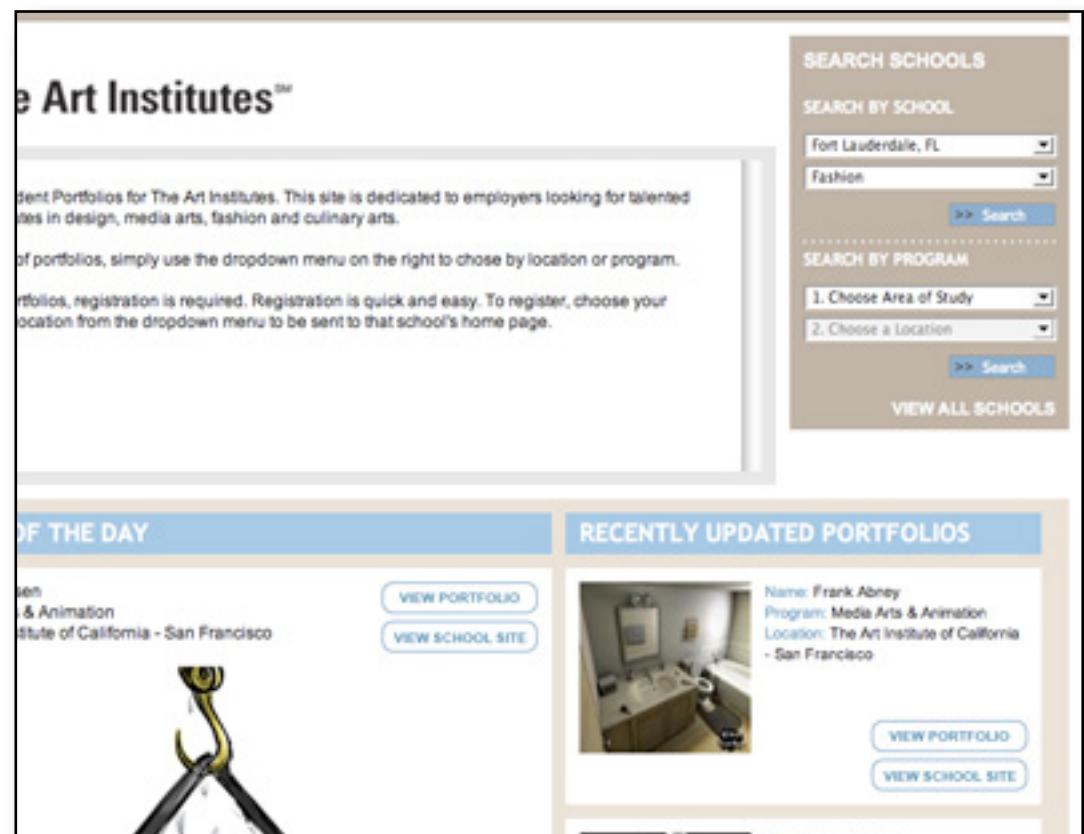 e Art Institutes℠
dent Portfolios for The Art Institutes. This site is dedicated to employers looking for talented
tes in design, media arts, fashion and culinary arts.
of portfolios, simply use the dropdown menu on the right to chose by location or program.
rtfolios, registration is required. Registration is quick and easy. To register, choose your
ocation from the dropdown menu to be sent to that school's home page.
SEARCH SCHOOLS
SEARCH BY SCHOOL
Fort Lauderdale, FL
Fashion
>> Search
SEARCH BY PROGRAM
1. Choose Area of Study
2. Choose a Location
>> Search
VIEW ALL SCHOOLS
OF THE DAY
sen
& Animation
titute of California - San Francisco
VIEW PORTFOLIO
VIEW SCHOOL SITE
RECENTLY UPDATED PORTFOLIOS
Name: Frank Abney
Program: Media Arts & Animation
Location: The Art Institute of California
- San Francisco
VIEW PORTFOLIO
VIEW SCHOOL SITE